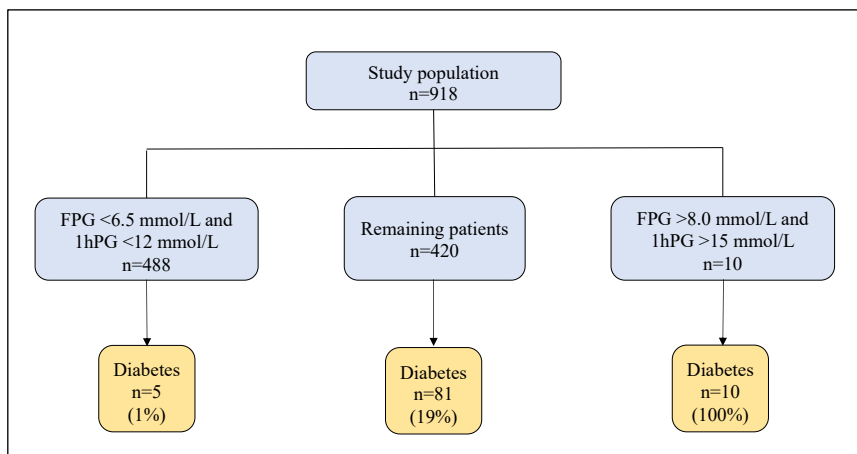 Study population
n=918
FPG <6.5 mmol/L and
1hPG <12 mmol/L
n=488
Remaining patients
n=420
FPG >8.0 mmol/L and
1hPG >15 mmol/L
n=10
Diabetes
n=5
(1%)
Diabetes
n=81
(19%)
Diabetes
n=10
(100%)